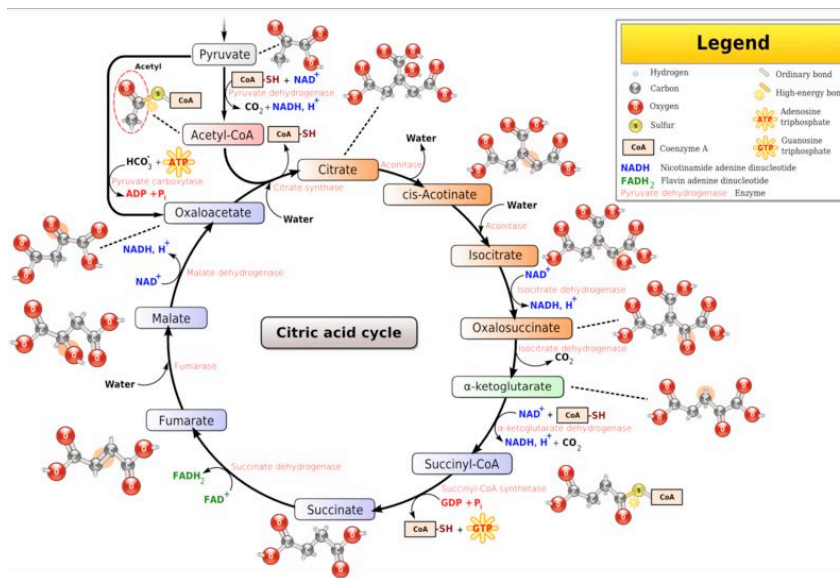 Pyruvate
CoA-SH + NAD+
Pyruvate dehydrogenase
CO2 + NADH, H+
Acetyl
S
CoA
Acetyl-CoA
CoA-SH
HCO3- + ATP
Pyruvate carboxylase
ADP + Pi
Citrate synthase
Water
Oxaloacetate
Citrate
Aconitase
Water
cis-Acotinate
Water
Aconitase
Isocitrate
NAD+
Isocitrate dehydrogenase
NADH, H+
Oxalosuccinate
Isocitrate dehydrogenase
CO2
α-ketoglutarate
NAD+ + CoA-SH
α-ketoglutarate dehydrogenase
NADH, H+ + CO2
Succinyl-CoA
S
CoA
Succinyl-CoA synthetase
GDP + Pi
CoA-SH + GTP
Succinate
Succinate dehydrogenase
FADH2
FAD+
Fumarate
Fumarase
Water
Malate
NADH, H+
Malate dehydrogenase
NAD+
Citric acid cycle
Legend
Hydrogen
Carbon
Oxygen
Sulfur
CoA Coenzyme A
NADH Nicotinamide adenine dinucleotide
FADH2 Flavin adenine dinucleotide
Pyruvate dehydrogenase Enzyme
Ordinary bond
High-energy bond
ATP Adenosine
triphosphate
GTP Guanosine
triphosphate